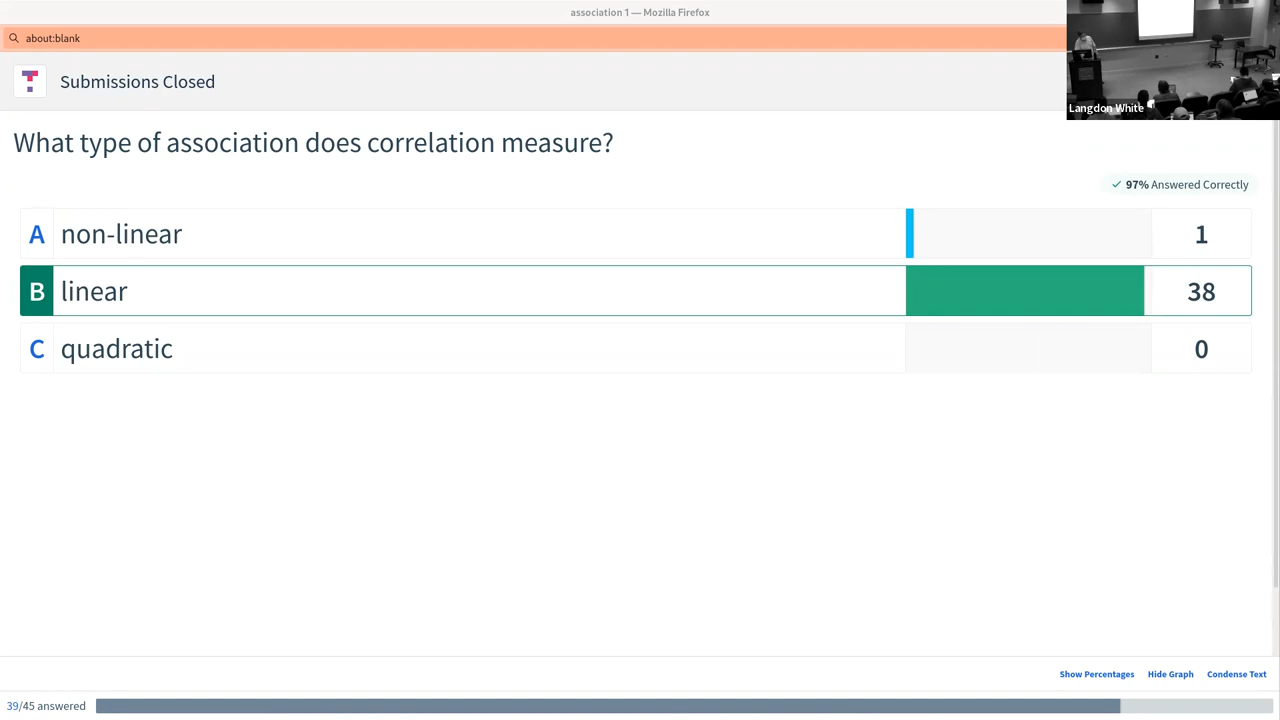 association 1 — Mozilla Firefox
about:blank
Submissions Closed
Langdon White
What type of association does correlation measure?
97% Answered Correctly
A non-linear 1
B linear 38
C quadratic 0
Show Percentages Hide Graph Condense Text
39/45 answered